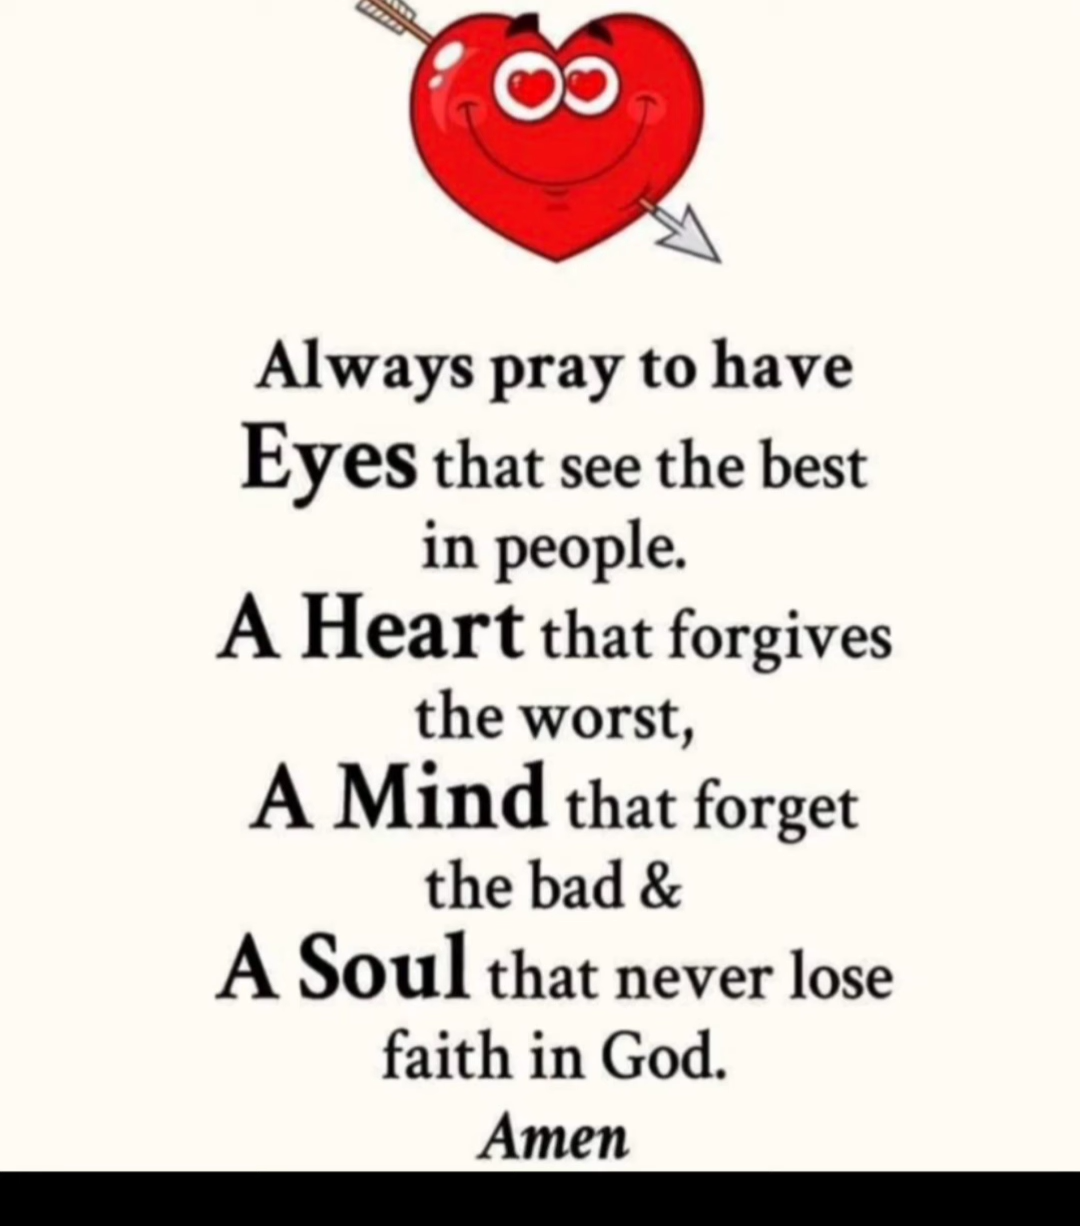 Always pray to have
Eyes that see the best
in people.
A Heart that forgives
the worst,
A Mind that forget
the bad &
A Soul that never lose
faith in God.
Amen